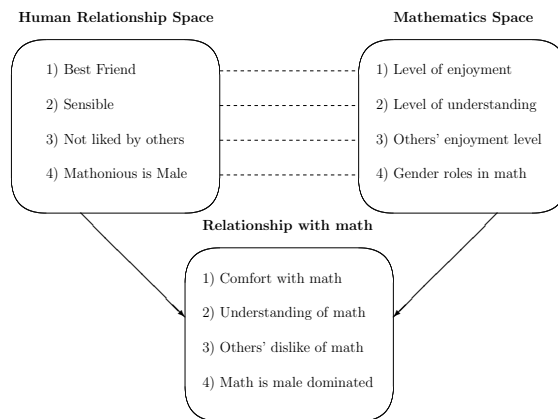 Human Relationship Space
1) Best Friend
2) Sensible
3) Not liked by others
4) Mathonious is Male
Mathematics Space
1) Level of enjoyment
2) Level of understanding
3) Others' enjoyment level
4) Gender roles in math
Relationship with math
1) Comfort with math
2) Understanding of math
3) Others' dislike of math
4) Math is male dominated